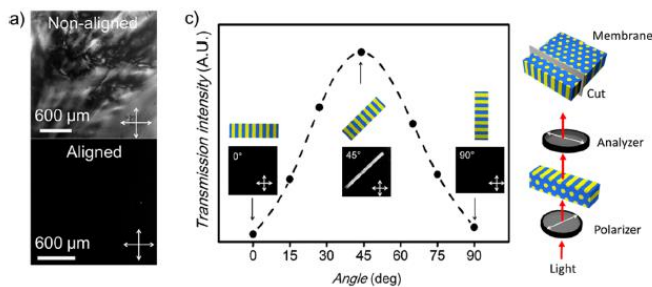 a)
Non-aligned
600 μm
Aligned
600 μm
c)
Transmission intensity (A.U.)
0°
45°
90°
0 15 30 45 60 75 90
Angle (deg)
Membrane
Cut
Analyzer
Polarizer
Light